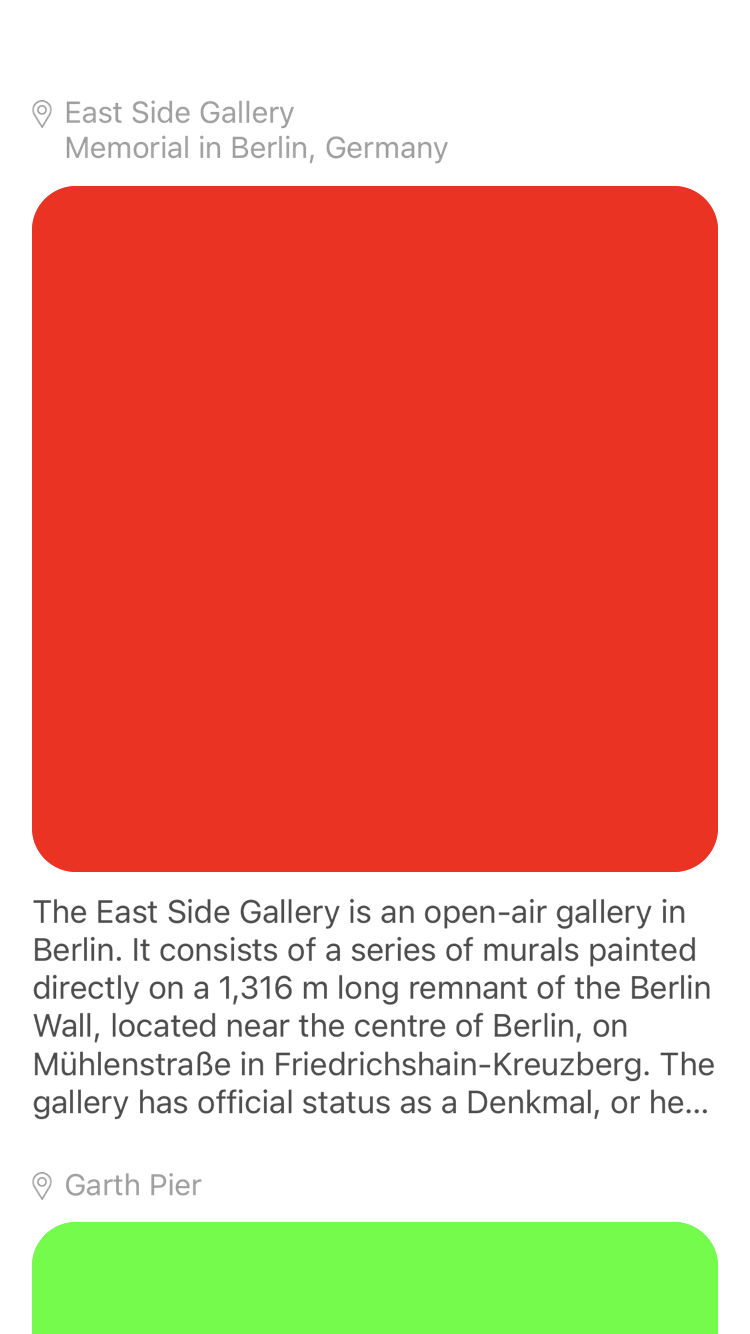 East Side Gallery
Memorial in Berlin, Germany
The East Side Gallery is an open-air gallery in
Berlin. It consists of a series of murals painted
directly on a 1,316 m long remnant of the Berlin
Wall, located near the centre of Berlin, on
Mühlenstraße in Friedrichshain-Kreuzberg. The
gallery has official status as a Denkmal, or he...
Garth Pier